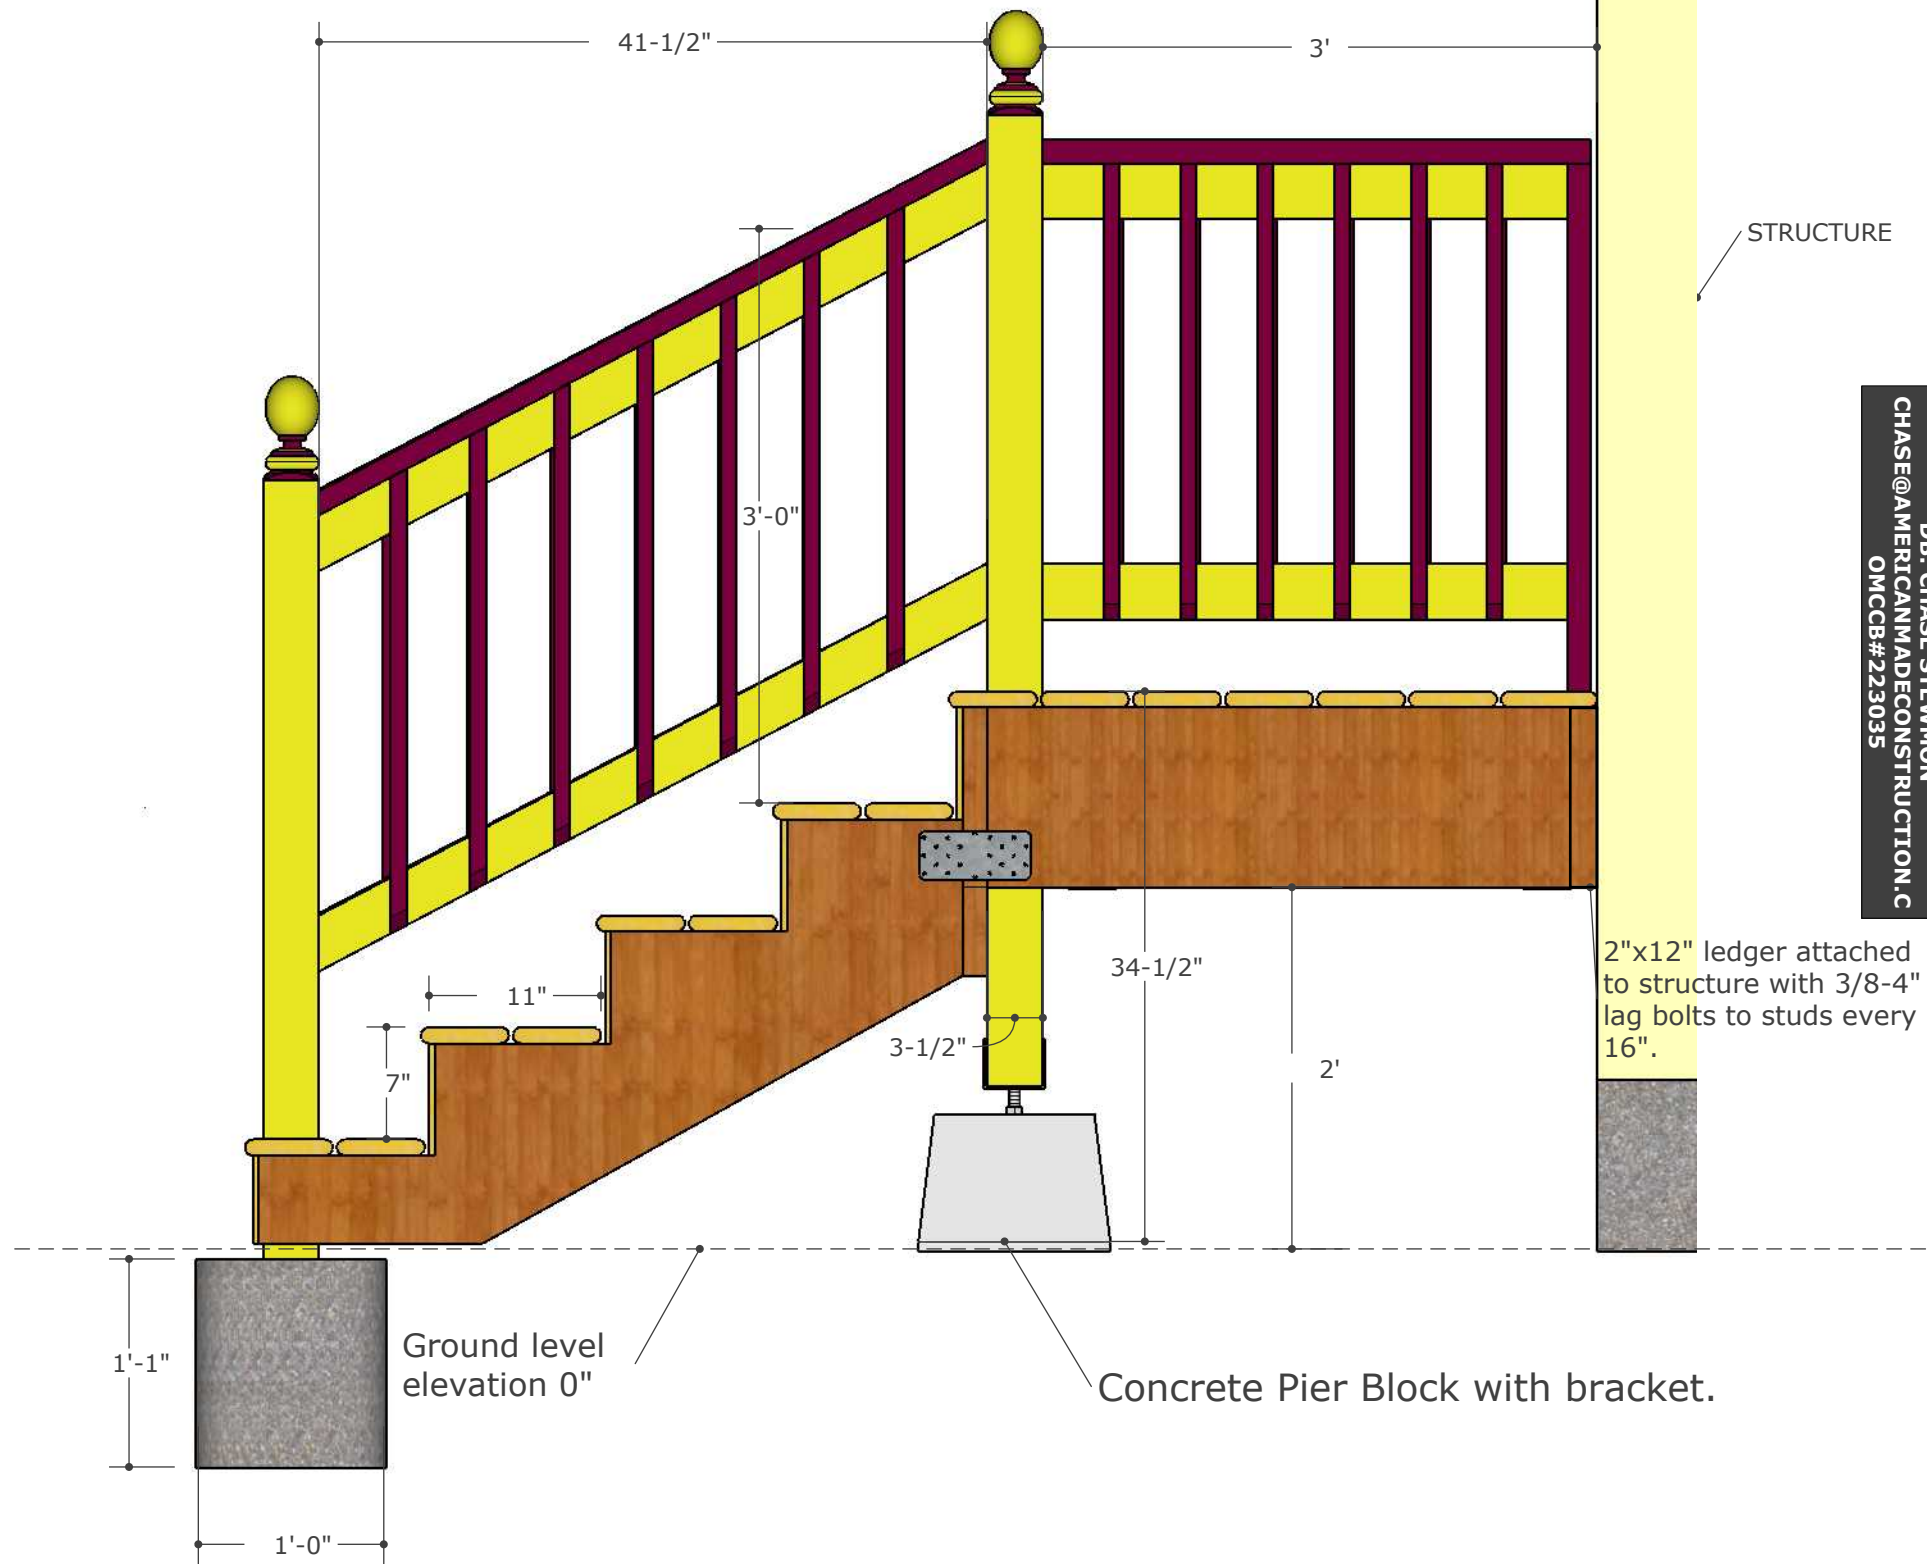 41-1/2"
3'
STRUCTURE
3'-0"
CHASE@AMERICANMADECONSTRUCTION.C
OMCCB#223035
2"x12" ledger attached
to structure with 3/8-4"
lag bolts to studs every
16".
34-1/2"
11"
3-1/2"
2'
7"
Ground level
elevation 0"
1'-1"
Concrete Pier Block with bracket.
1'-0"